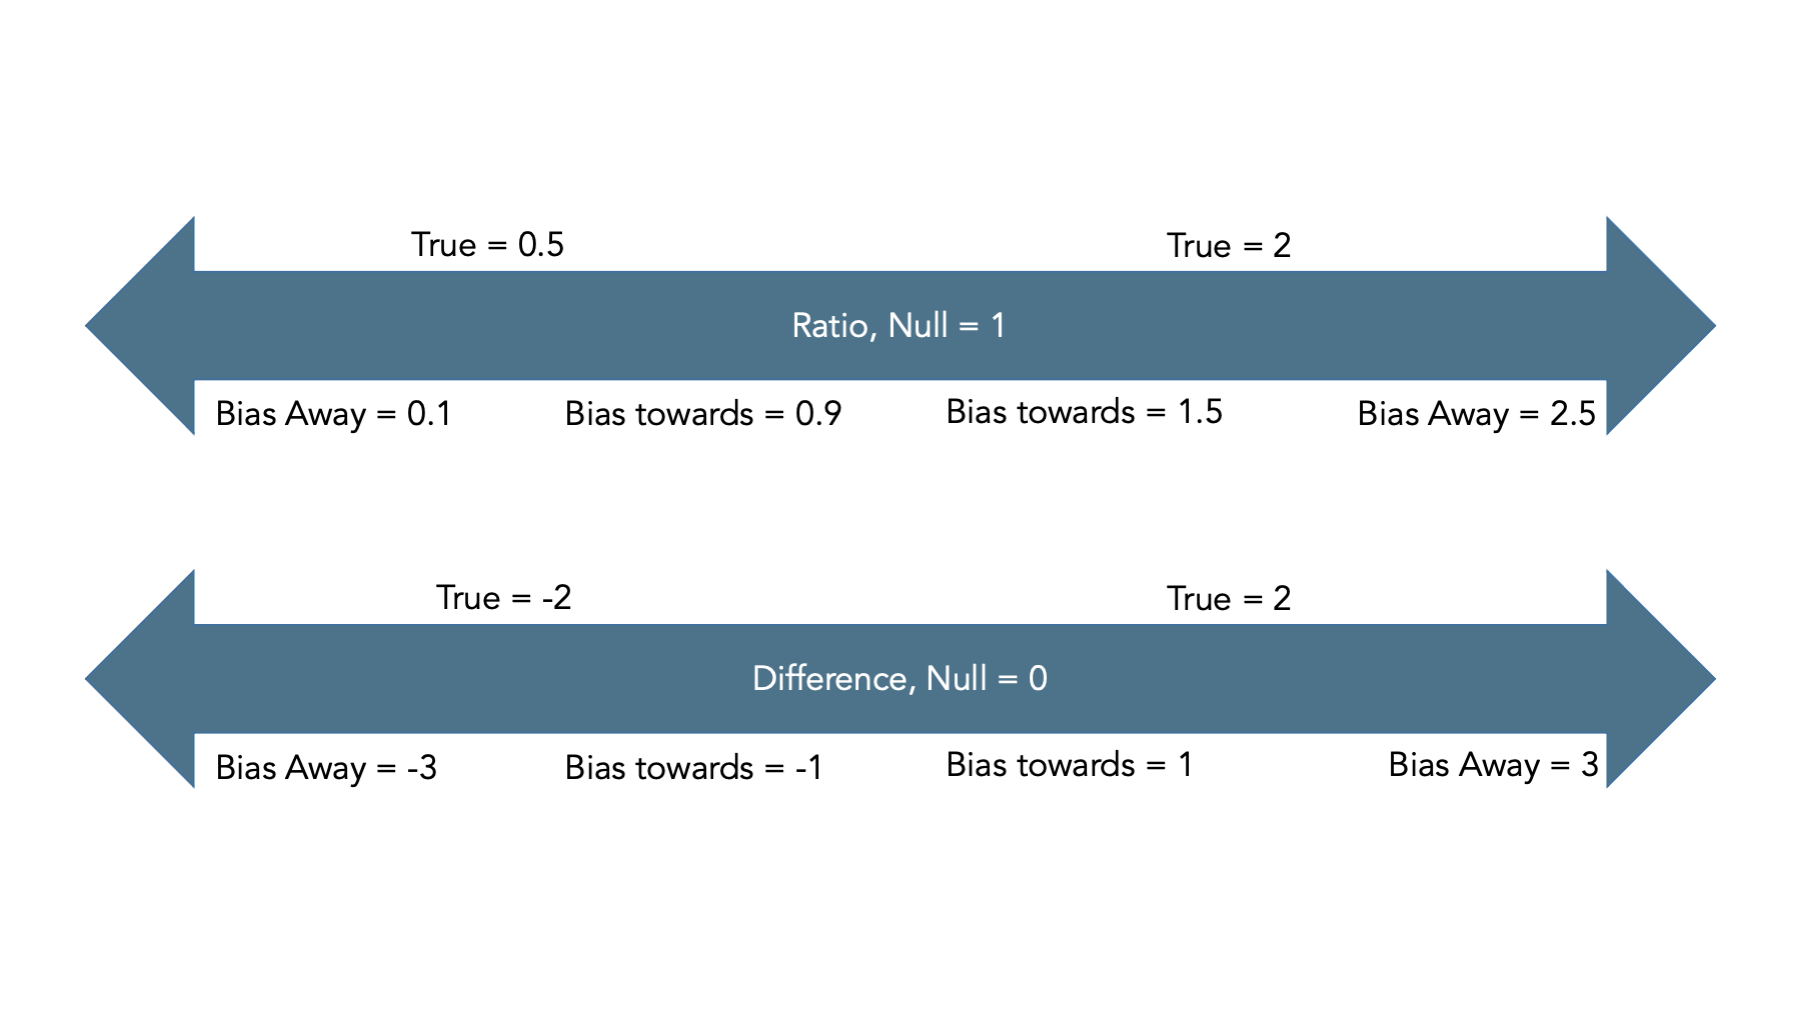 True = 0.5
True = 2
Ratio, Null = 1
Bias Away = 0.1
Bias towards = 0.9
Bias towards = 1.5
Bias Away = 2.5
True = -2
True = 2
Difference, Null = 0
Bias Away = -3
Bias towards = -1
Bias towards = 1
Bias Away = 3